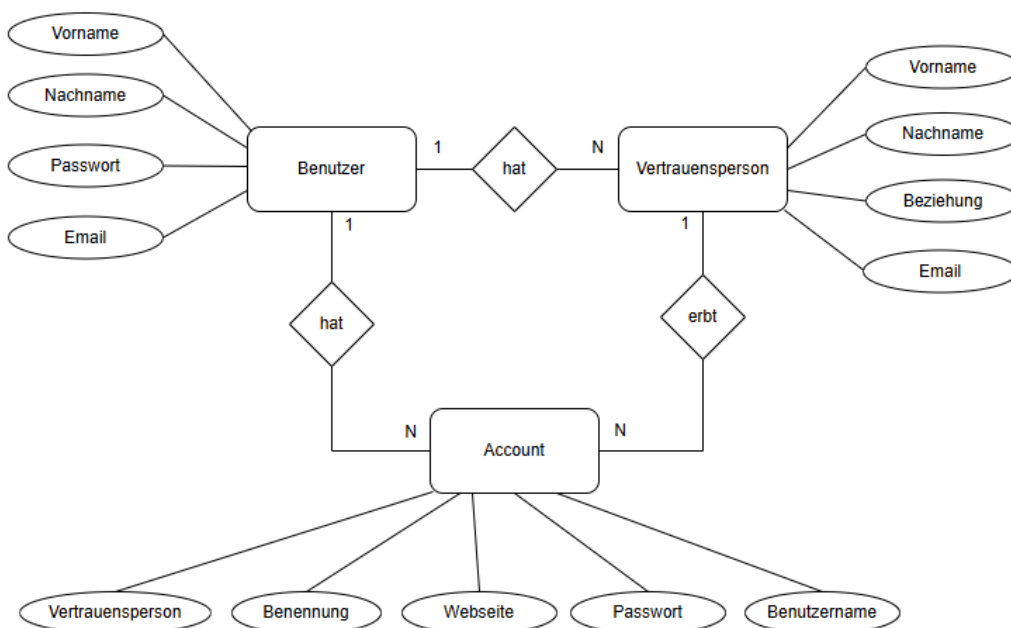 Vorname
Nachname
Passwort
Email
Benutzer
1
hat
N
Vertrauensperson
Vorname
Nachname
Beziehung
Email
1
hat
N
1
erbt
N
Account
Vertrauensperson
Benennung
Webseite
Passwort
Benutzername